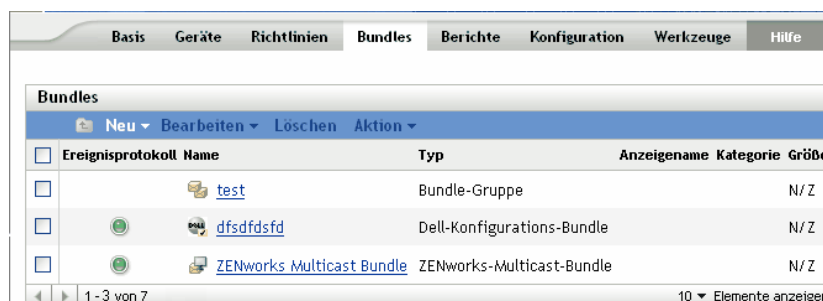 Basis Geräte Richtlinien Bundles Berichte Konfiguration Werkzeuge Hilfe
Bundles
Neu Bearbeiten Löschen Aktion
Ereignisprotokoll Name Typ Anzeigename Kategorie Größe
test Bundle-Gruppe N/Z
dfsdfdsfd Dell-Konfigurations-Bundle N/Z
ZENworks Multicast Bundle ZENworks-Multicast-Bundle N/Z
1 - 3 von 7 10 Elemente anzeigen